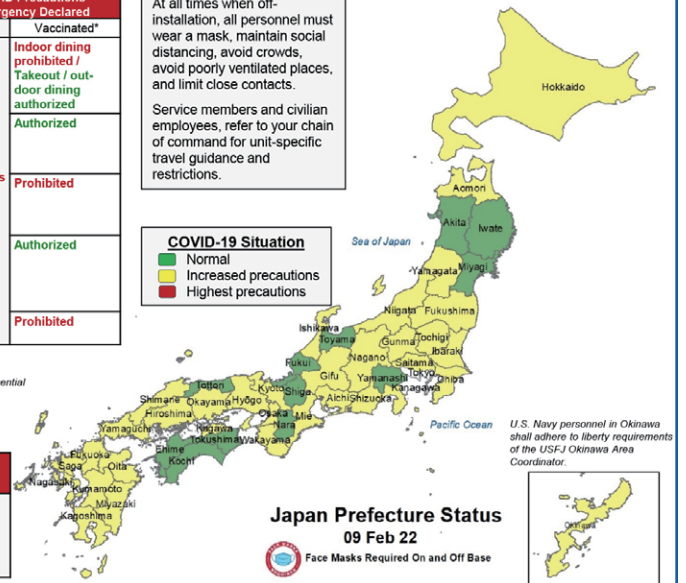 rgency Declared
Vaccinated*
Indoor dining
prohibited /
Takeout / out-
door dining
authorized
Authorized
Prohibited
Authorized
Prohibited
At all times when off-
installation, all personnel must
wear a mask, maintain social
distancing, avoid crowds,
avoid poorly ventilated places,
and limit close contacts.
Service members and civilian
employees, refer to your chain
of command for unit-specific
travel guidance and
restrictions.
COVID-19 Situation
Normal
Increased precautions
Highest precautions
Sea of Japan
Hokkaido
Aomori
Akita
Iwate
Yamagata
Miyagi
Niigata
Fukushima
Ishikawa
Toyama
Gunma
Tochigi
Ibaraki
Nagano
Saitama
Fukui
Gifu
Yamanashi
Tokyo
Chiba
Kanagawa
Tottori
Kyoto
Shiga
Shimane
Okayama
Hyōgo
Aichi
Shizuoka
Hiroshima
Osaka
Mie
Nara
Yamaguchi
Kagawa
Tokushima
Wakayama
Ehime
Kochi
Fukuoka
Saga
Oita
Nagasaki
Kumamoto
Miyazaki
Kagoshima
Pacific Ocean
U.S. Navy personnel in Okinawa
shall adhere to liberty requirements
of the USFJ Okinawa Area
Coordinator.
Okinawa
Japan Prefecture Status
09 Feb 22
Face Masks Required On and Off Base